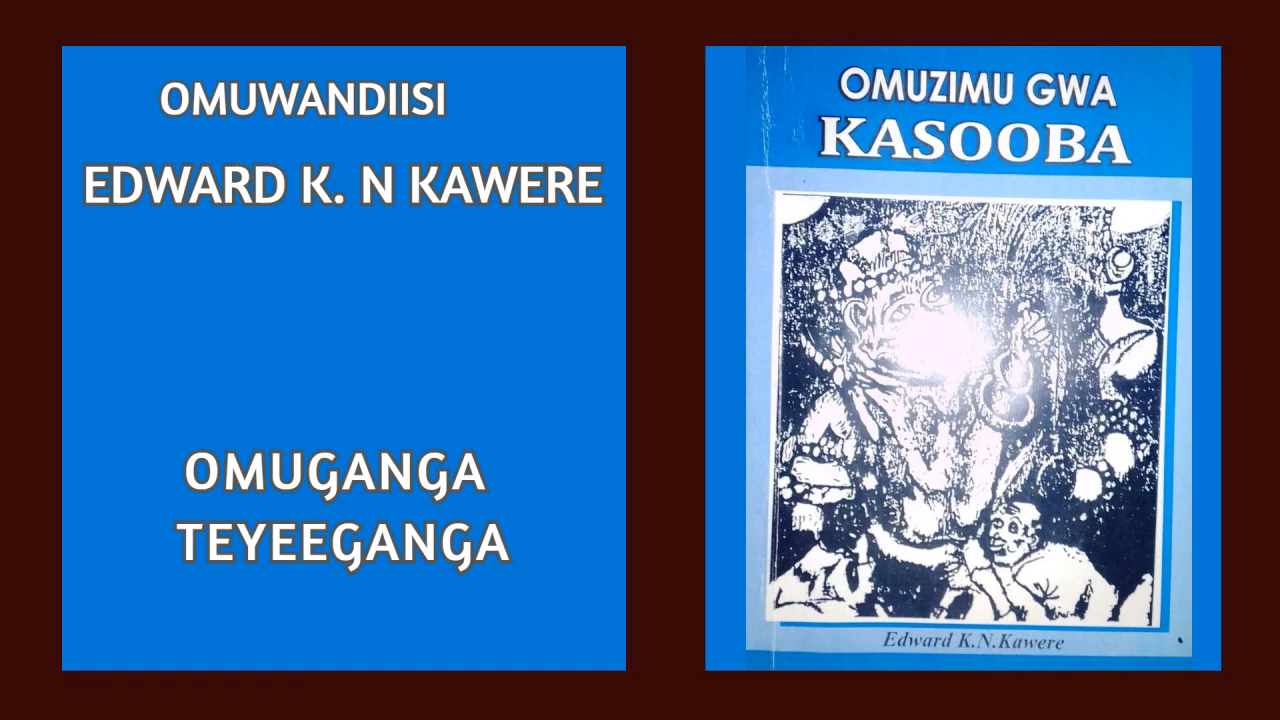 OMUWANDIISI
EDWARD K. N KAWERE
OMUGANGA
TEYEEGANGA
OMUZIMU GWA
KASOOBA
Edward K.N.Kawere